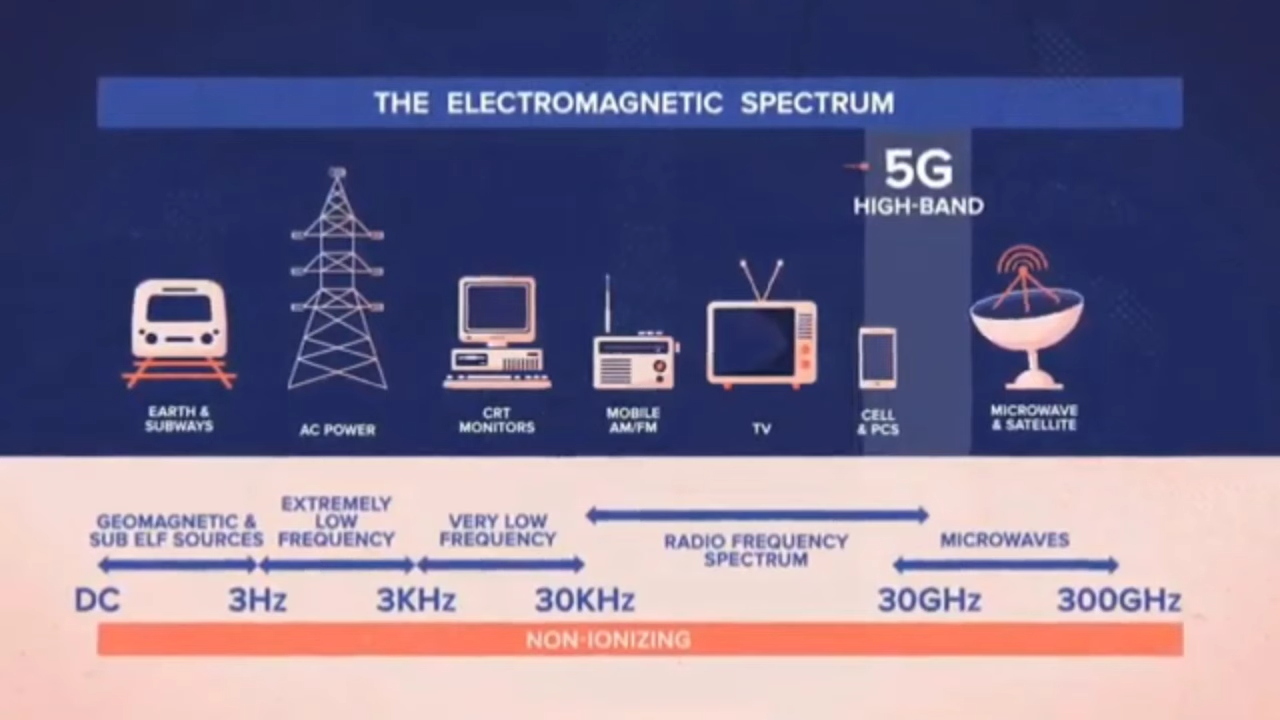 THE ELECTROMAGNETIC SPECTRUM
5G
HIGH-BAND
EARTH &
SUBWAYS
AC POWER
CRT
MONITORS
MOBILE
AM/FM
TV
CELL
& PCS
MICROWAVE
& SATELLITE
GEOMAGNETIC &
SUB ELF SOURCES
EXTREMELY
LOW
FREQUENCY
VERY LOW
FREQUENCY
RADIO FREQUENCY
SPECTRUM
MICROWAVES
DC
3Hz
3KHz
30KHz
30GHz
300GHz
NON-IONIZING